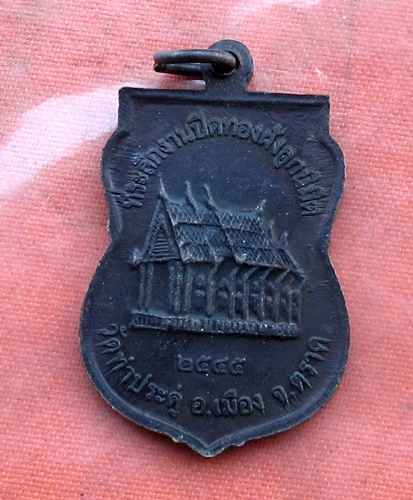 ที่ระลึกงานปิดทองฝังลูกนิมิต
๒๕๔๕
วัดท่าประดู่ อ.เมือง จ.ตราด